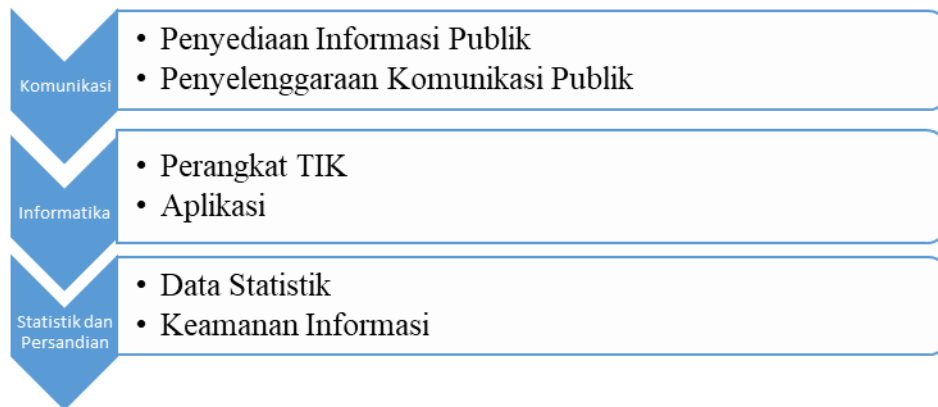 Komunikasi
• Penyediaan Informasi Publik
• Penyelenggaraan Komunikasi Publik
Informatika
• Perangkat TIK
• Aplikasi
Statistik dan
Persandian
• Data Statistik
• Keamanan Informasi